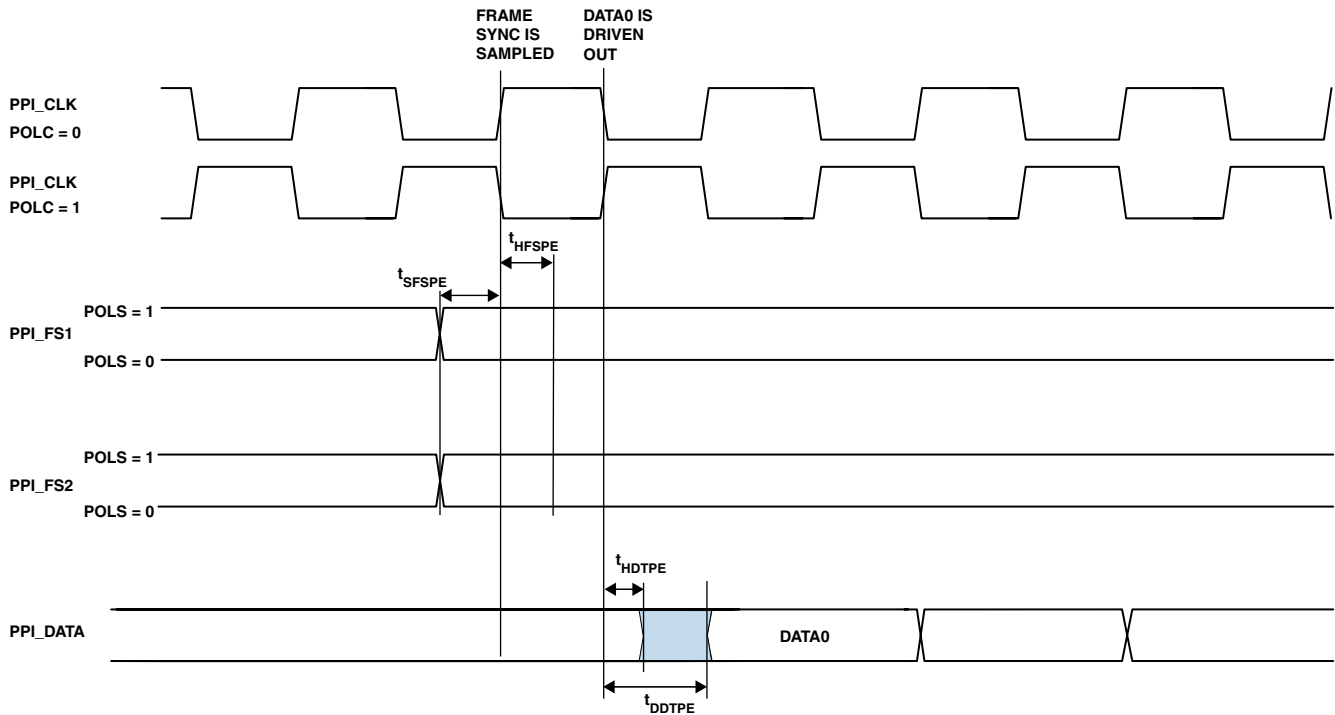 FRAME
SYNC IS
SAMPLED
DATA0 IS
DRIVEN
OUT
PPI_CLK
POLC = 0
PPI_CLK
POLC = 1
tHFSPE
tSFSPE
POLS = 1
PPI_FS1
POLS = 0
POLS = 1
PPI_FS2
POLS = 0
tHDTPE
PPI_DATA
DATA0
tDDTPE